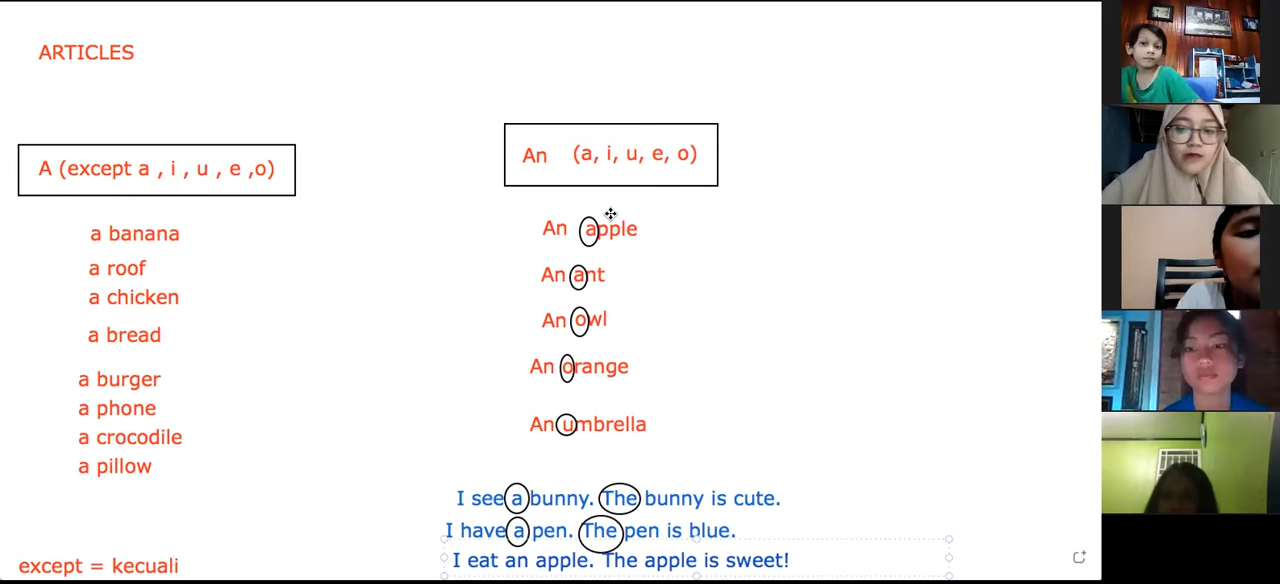 ARTICLES
A (except a , i , u , e ,o)
a banana
a roof
a chicken
a bread
a burger
a phone
a crocodile
a pillow
except = kecuali
An (a, i, u, e, o)
An apple
An ant
An owl
An orange
An umbrella
I see a bunny. The bunny is cute.
I have a pen. The pen is blue.
I eat an apple. The apple is sweet!